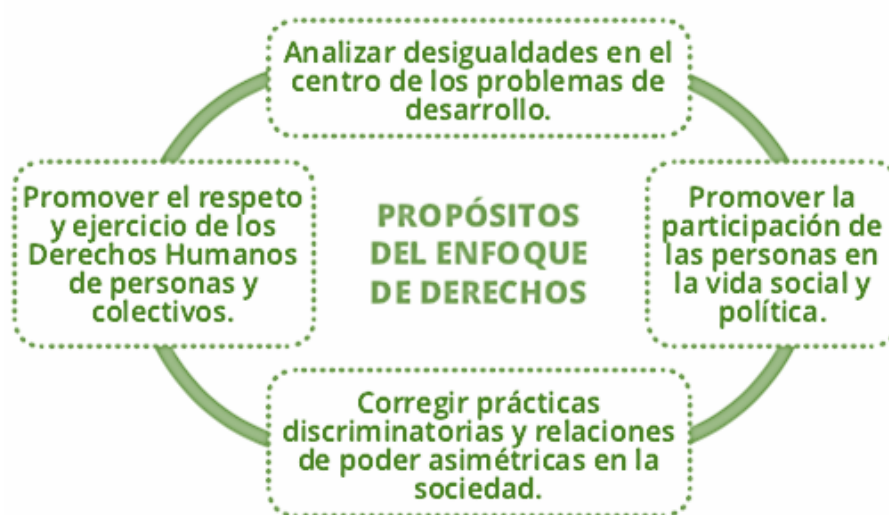 Analizar desigualdades en el
centro de los problemas de
desarrollo.
Promover el respeto
y ejercicio de los
Derechos Humanos
de personas y
colectivos.
PROPÓSITOS
DEL ENFOQUE
DE DERECHOS
Promover la
participación de
las personas en
la vida social y
política.
Corregir prácticas
discriminatorias y relaciones
de poder asimétricas en la
sociedad.